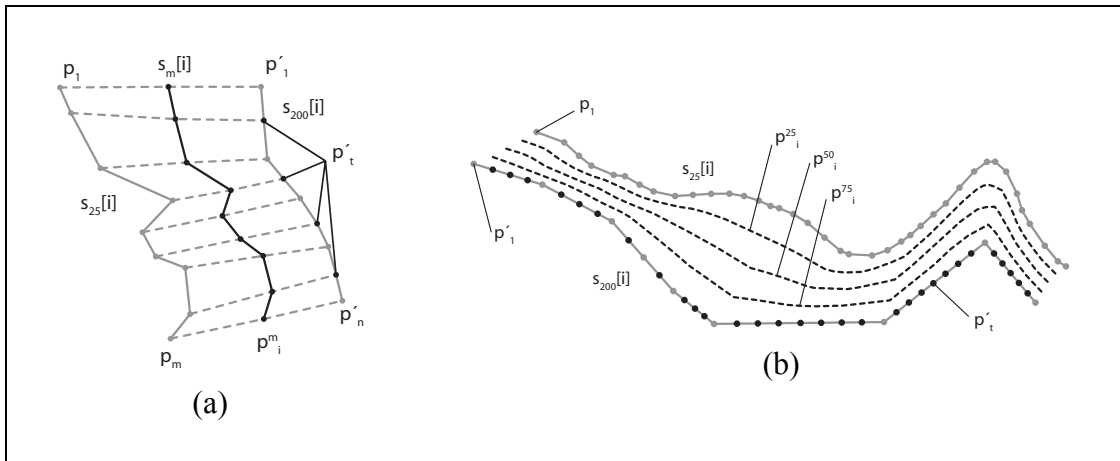 p₁
sₘ[i]
p´₁
s₂₀₀[i]
p´ₜ
s₂₅[i]
p´ₙ
pₘ
pᵐᵢ
(a)
p₁
p²⁵ᵢ
s₂₅[i]
p⁵⁰ᵢ
p⁷⁵ᵢ
p´₁
s₂₀₀[i]
p´ₜ
(b)